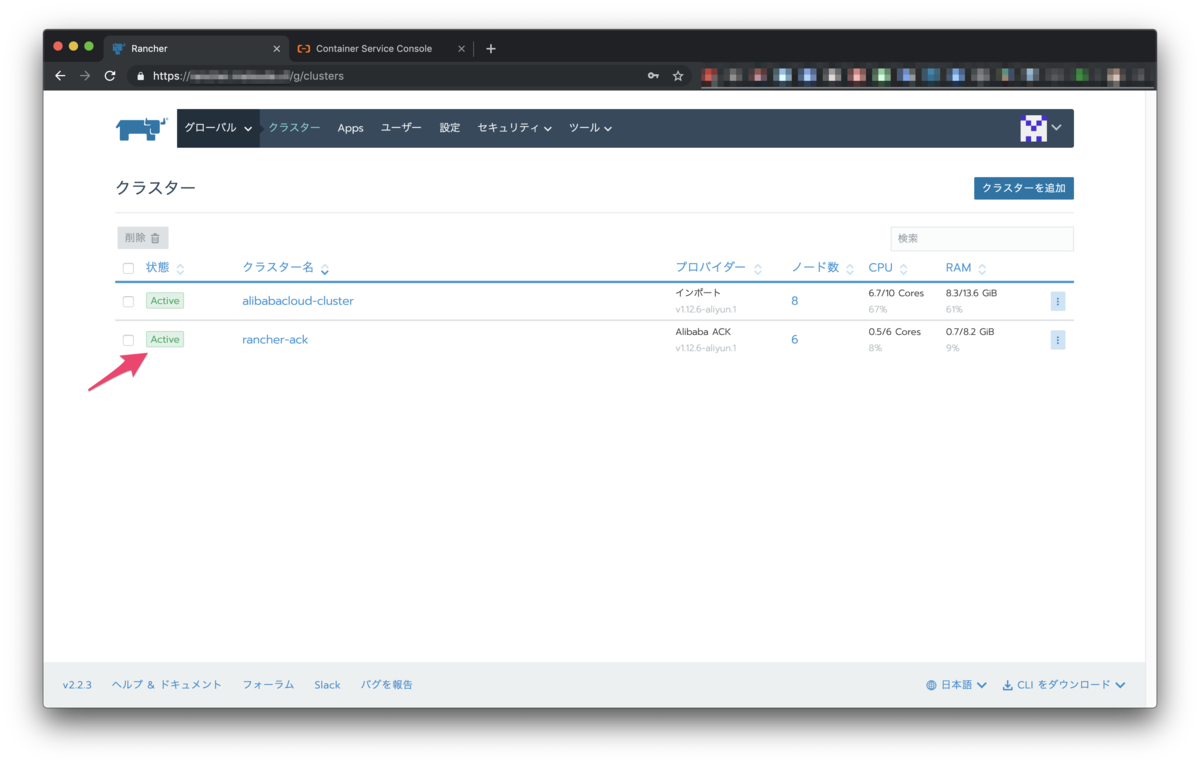 Rancher
Container Service Console
https://
/g/clusters
グローバル クラスター Apps ユーザー 設定 セキュリティ ツール
クラスター
クラスターを追加
削除
検索
状態 クラスター名 プロバイダー ノード数 CPU RAM
Active alibabacloud-cluster インポート 8 6.7/10 Cores 8.3/13.6 GiB
v1.12.6-aliyun.1 67% 61%
Active rancher-ack Alibaba ACK 6 0.5/6 Cores 0.7/8.2 GiB
v1.12.6-aliyun.1 8% 9%
v2.2.3 ヘルプ & ドキュメント フォーラム Slack バグを報告 日本語 CLI をダウンロード